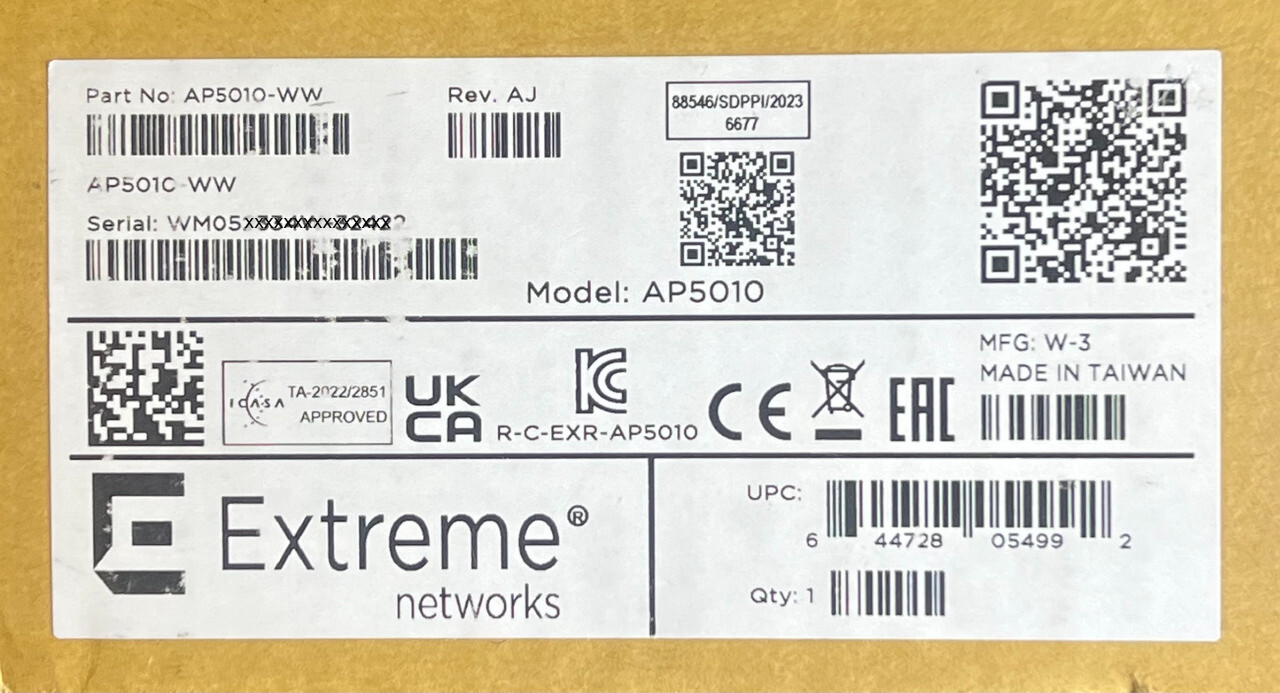 Part No: AP5010-WW
Rev. AJ
88546/SDPPI/2023
6677
AP5010-WW
Serial: WM05
Model: AP5010
ICASA
TA-2022/2851
APPROVED
UK
CA
KC
R-C-EXR-AP5010
CE
EAC
MFG: W-3
MADE IN TAIWAN
Extreme®
networks
UPC:
6 44728 05499 2
Qty: 1